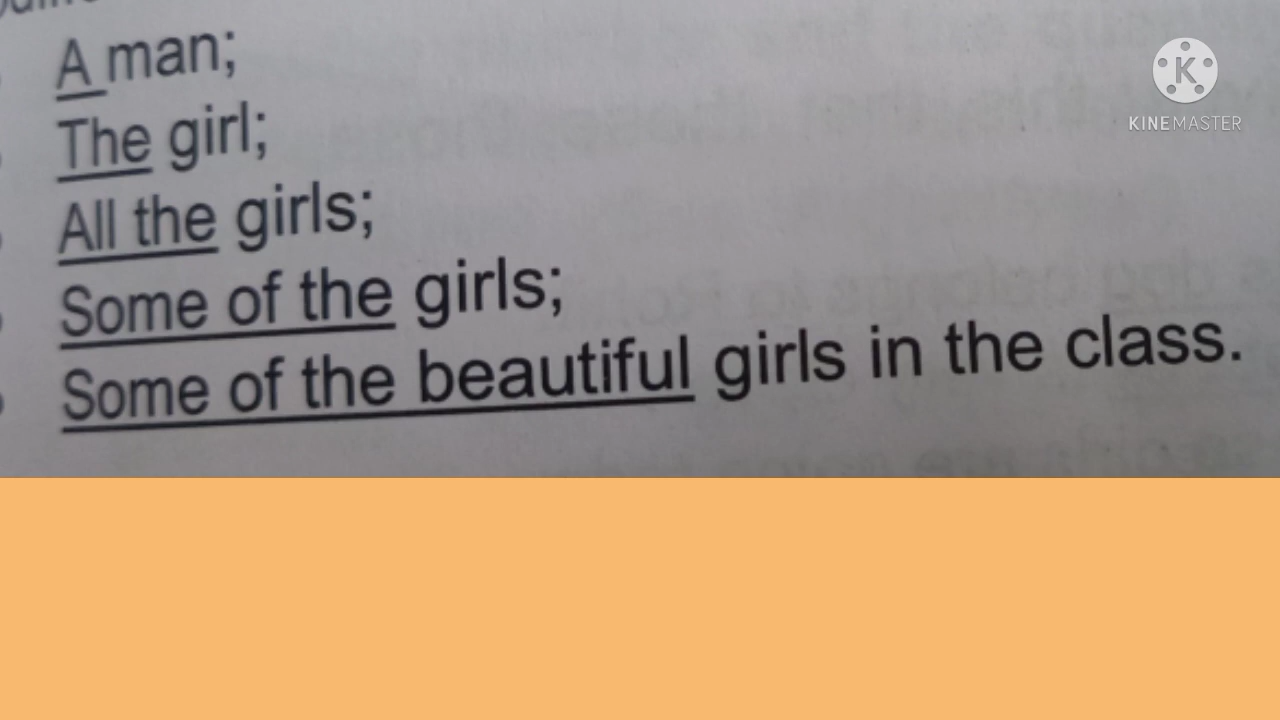 A man;
The girl;
All the girls;
Some of the girls;
Some of the beautiful girls in the class.
K
KINEMASTER